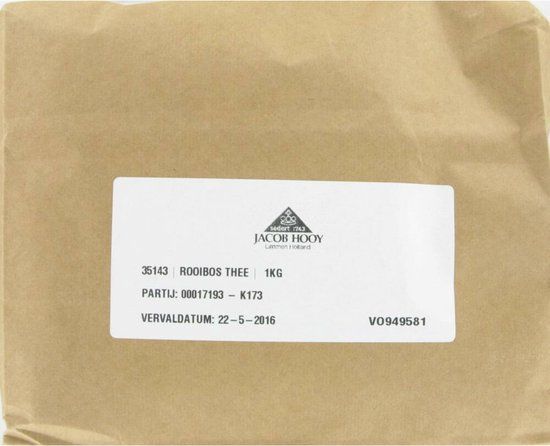 sedert 1743
JACOB HOOY
Limmen Holland
35143 | ROOIBOS THEE | 1KG
PARTIJ: 00017193 – K173
VERVALDATUM: 22–5–2016 VO949581